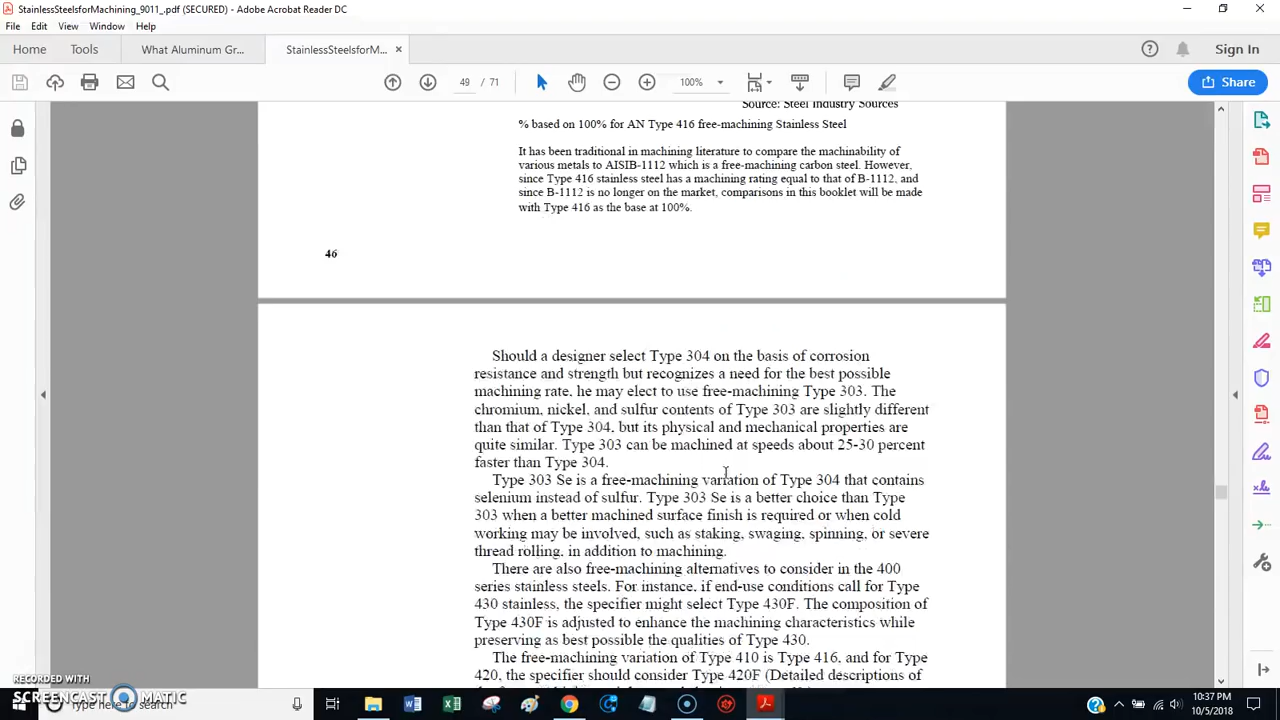 StainlessSteelsforMachining_9011_.pdf (SECURED) - Adobe Acrobat Reader DC
File Edit View Window Help
Home Tools What Aluminum Gr... StainlessSteelsforM... × Sign In
49 / 71 100% Share
Source: Steel Industry Sources
% based on 100% for AN Type 416 free-machining Stainless Steel
It has been traditional in machining literature to compare the machinability of
various metals to AISIB-1112 which is a free-machining carbon steel. However,
since Type 416 stainless steel has a machining rating equal to that of B-1112, and
since B-1112 is no longer on the market, comparisons in this booklet will be made
with Type 416 as the base at 100%.
46
Should a designer select Type 304 on the basis of corrosion
resistance and strength but recognizes a need for the best possible
machining rate, he may elect to use free-machining Type 303. The
chromium, nickel, and sulfur contents of Type 303 are slightly different
than that of Type 304, but its physical and mechanical properties are
quite similar. Type 303 can be machined at speeds about 25-30 percent
faster than Type 304.
Type 303 Se is a free-machining variation of Type 304 that contains
selenium instead of sulfur. Type 303 Se is a better choice than Type
303 when a better machined surface finish is required or when cold
working may be involved, such as staking, swaging, spinning, or severe
thread rolling, in addition to machining.
There are also free-machining alternatives to consider in the 400
series stainless steels. For instance, if end-use conditions call for Type
430 stainless, the specifier might select Type 430F. The composition of
Type 430F is adjusted to enhance the machining characteristics while
preserving as best possible the qualities of Type 430.
The free-machining variation of Type 410 is Type 416, and for Type
420, the specifier should consider Type 420F (Detailed descriptions of
RECORDED WITH
SCREENCAST MATIC
Type here to search
10:37 PM
10/5/2018